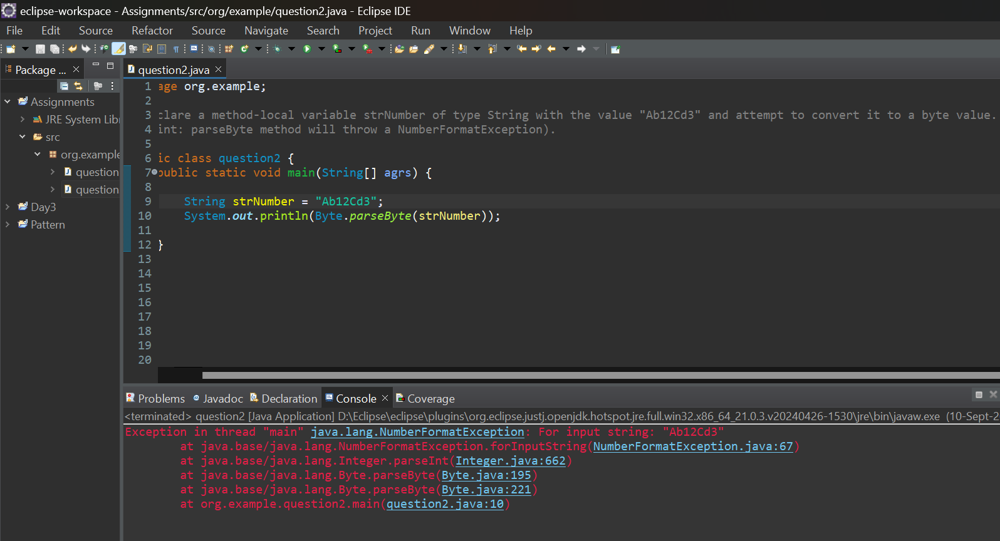 eclipse-workspace - Assignments/src/org/example/question2.java - Eclipse IDE
File Edit Source Refactor Source Navigate Search Project Run Window Help
Package ...
question2.java
Assignments
JRE System Libr
src
org.example
question
question
Day3
Pattern
1 age org.example;
2
3 clare a method-local variable strNumber of type String with the value "Ab12Cd3" and attempt to convert it to a byte value.
4 int: parseByte method will throw a NumberFormatException).
5
6 ic class question2 {
7 public static void main(String[] agrs) {
8
9 String strNumber = "Ab12Cd3";
10 System.out.println(Byte.parseByte(strNumber));
11
12 }
13
14
15
16
17
18
19
20
Problems @ Javadoc Declaration Console Coverage
<terminated> question2 [Java Application] D:\Eclipse\eclipse\plugins\org.eclipse.justj.openjdk.hotspot.jre.full.win32.x86_64_21.0.3.v20240426-1530\jre\bin\javaw.exe (10-Sept-2
Exception in thread "main" java.lang.NumberFormatException: For input string: "Ab12Cd3"
at java.base/java.lang.NumberFormatException.forInputString(NumberFormatException.java:67)
at java.base/java.lang.Integer.parseInt(Integer.java:662)
at java.base/java.lang.Byte.parseByte(Byte.java:195)
at java.base/java.lang.Byte.parseByte(Byte.java:221)
at org.example.question2.main(question2.java:10)